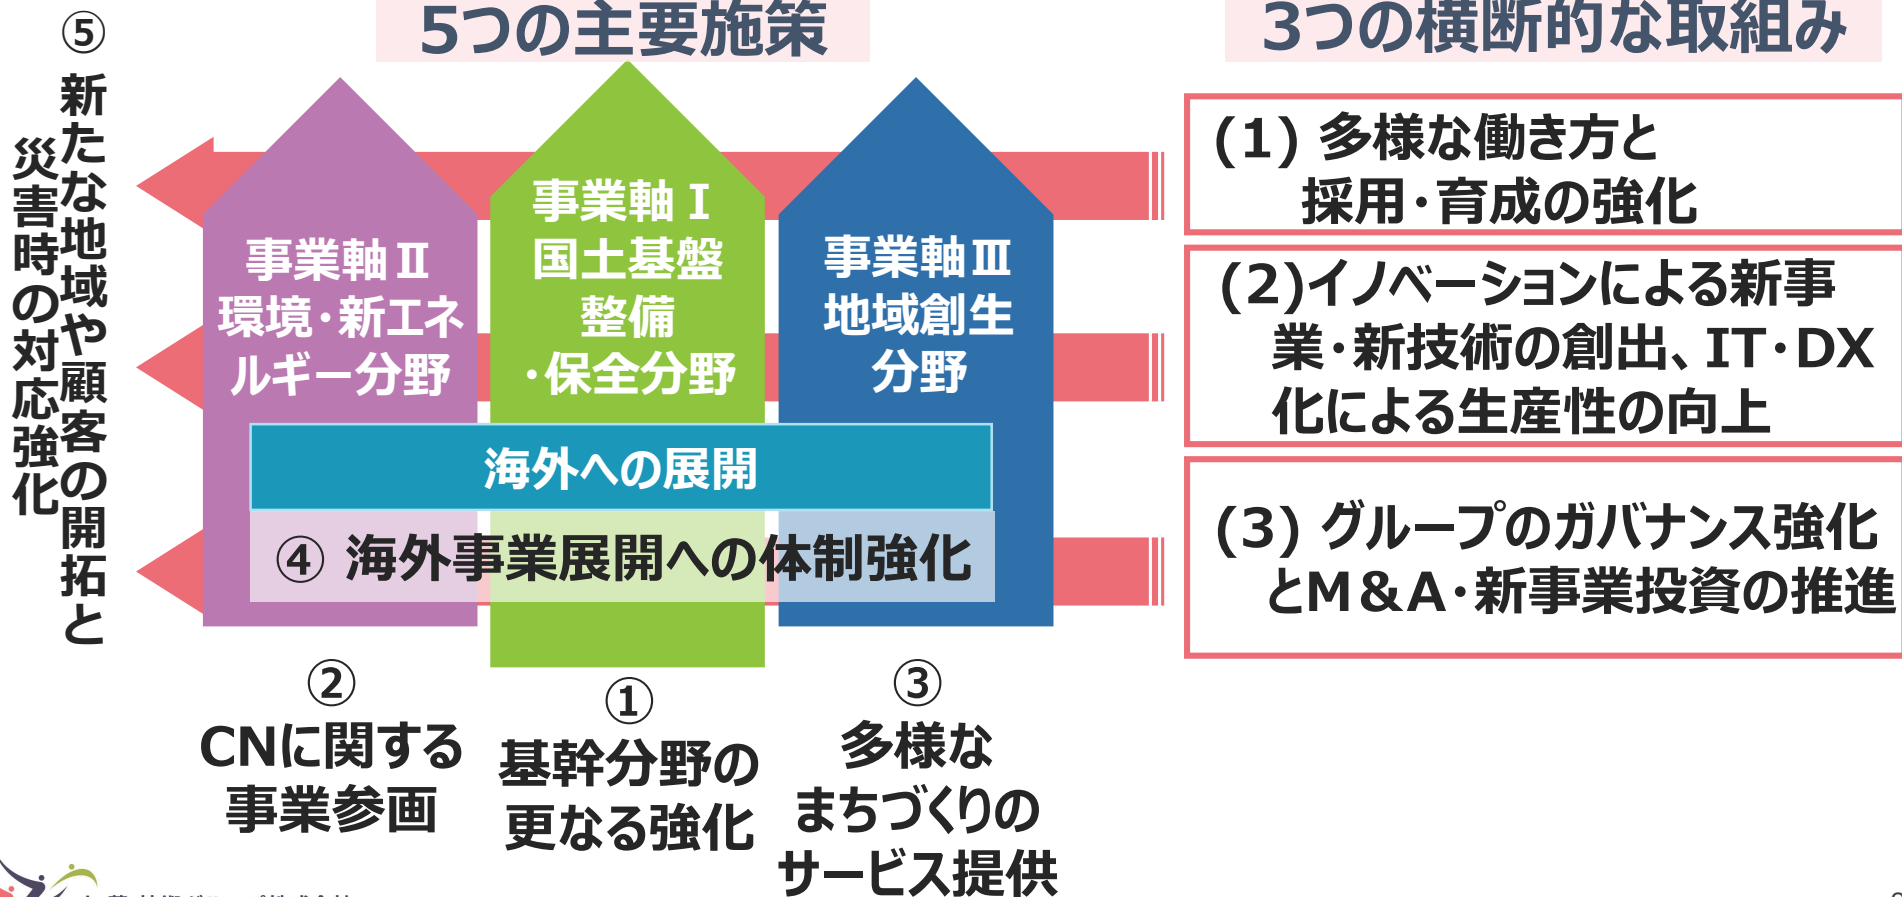 5つの主要施策
3つの横断的な取組み
⑤
新たな地域や顧客の開拓と
災害時の対応強化
事業軸Ⅱ
環境・新エネ
ルギー分野
事業軸Ⅰ
国土基盤
整備
・保全分野
事業軸Ⅲ
地域創生
分野
海外への展開
④ 海外事業展開への体制強化
②
CNに関する
事業参画
①
基幹分野の
更なる強化
③
多様な
まちづくりの
サービス提供
(1) 多様な働き方と
採用・育成の強化
(2)イノベーションによる新事
業・新技術の創出、IT・DX
化による生産性の向上
(3) グループのガバナンス強化
とM&A・新事業投資の推進